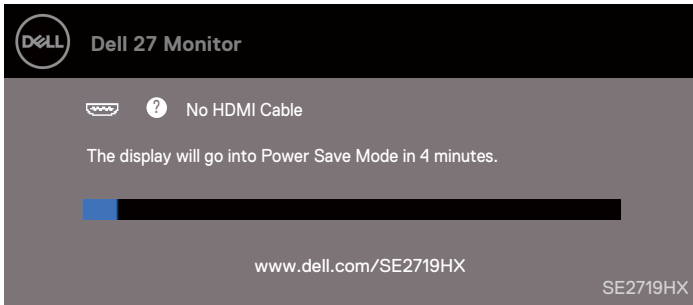 DELL
Dell 27 Monitor
? No HDMI Cable
The display will go into Power Save Mode in 4 minutes.
www.dell.com/SE2719HX
SE2719HX